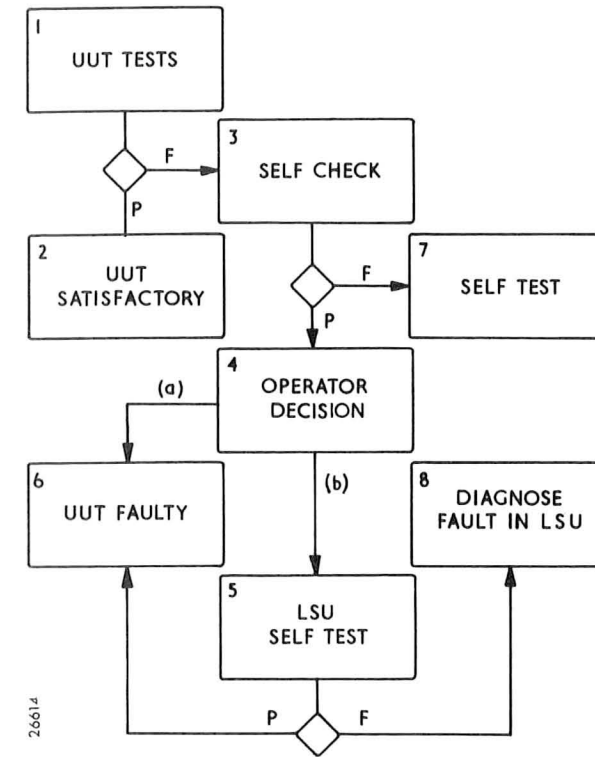 1
UUT TESTS
F
P
3
SELF CHECK
2
UUT
SATISFACTORY
F
P
7
SELF TEST
4
OPERATOR
DECISION
(a)
(b)
6
UUT FAULTY
8
DIAGNOSE
FAULT IN LSU
5
LSU
SELF TEST
P
F
26614